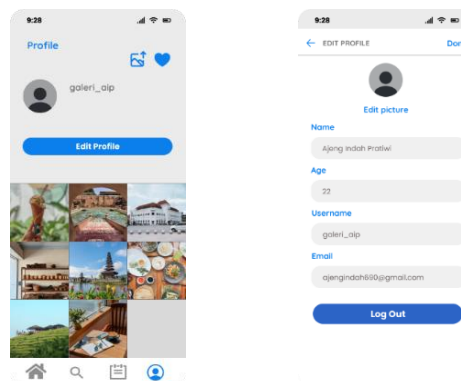 9:28
Profile
galeri_aip
Edit Profile
9:28
EDIT PROFILE
Edit picture
Name
Ajeng Indah Pratiwi
Age
22
Username
galeri_aip
Email
ajengindah690@gmail.com
Log Out